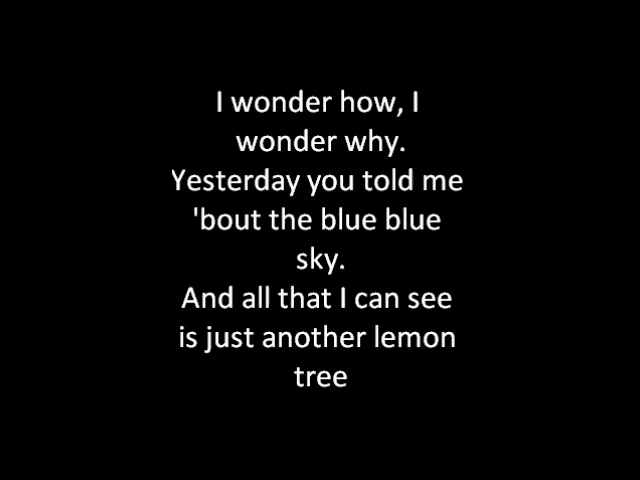 I wonder how, I
wonder why.
Yesterday you told me
'bout the blue blue
sky.
And all that I can see
is just another lemon
tree